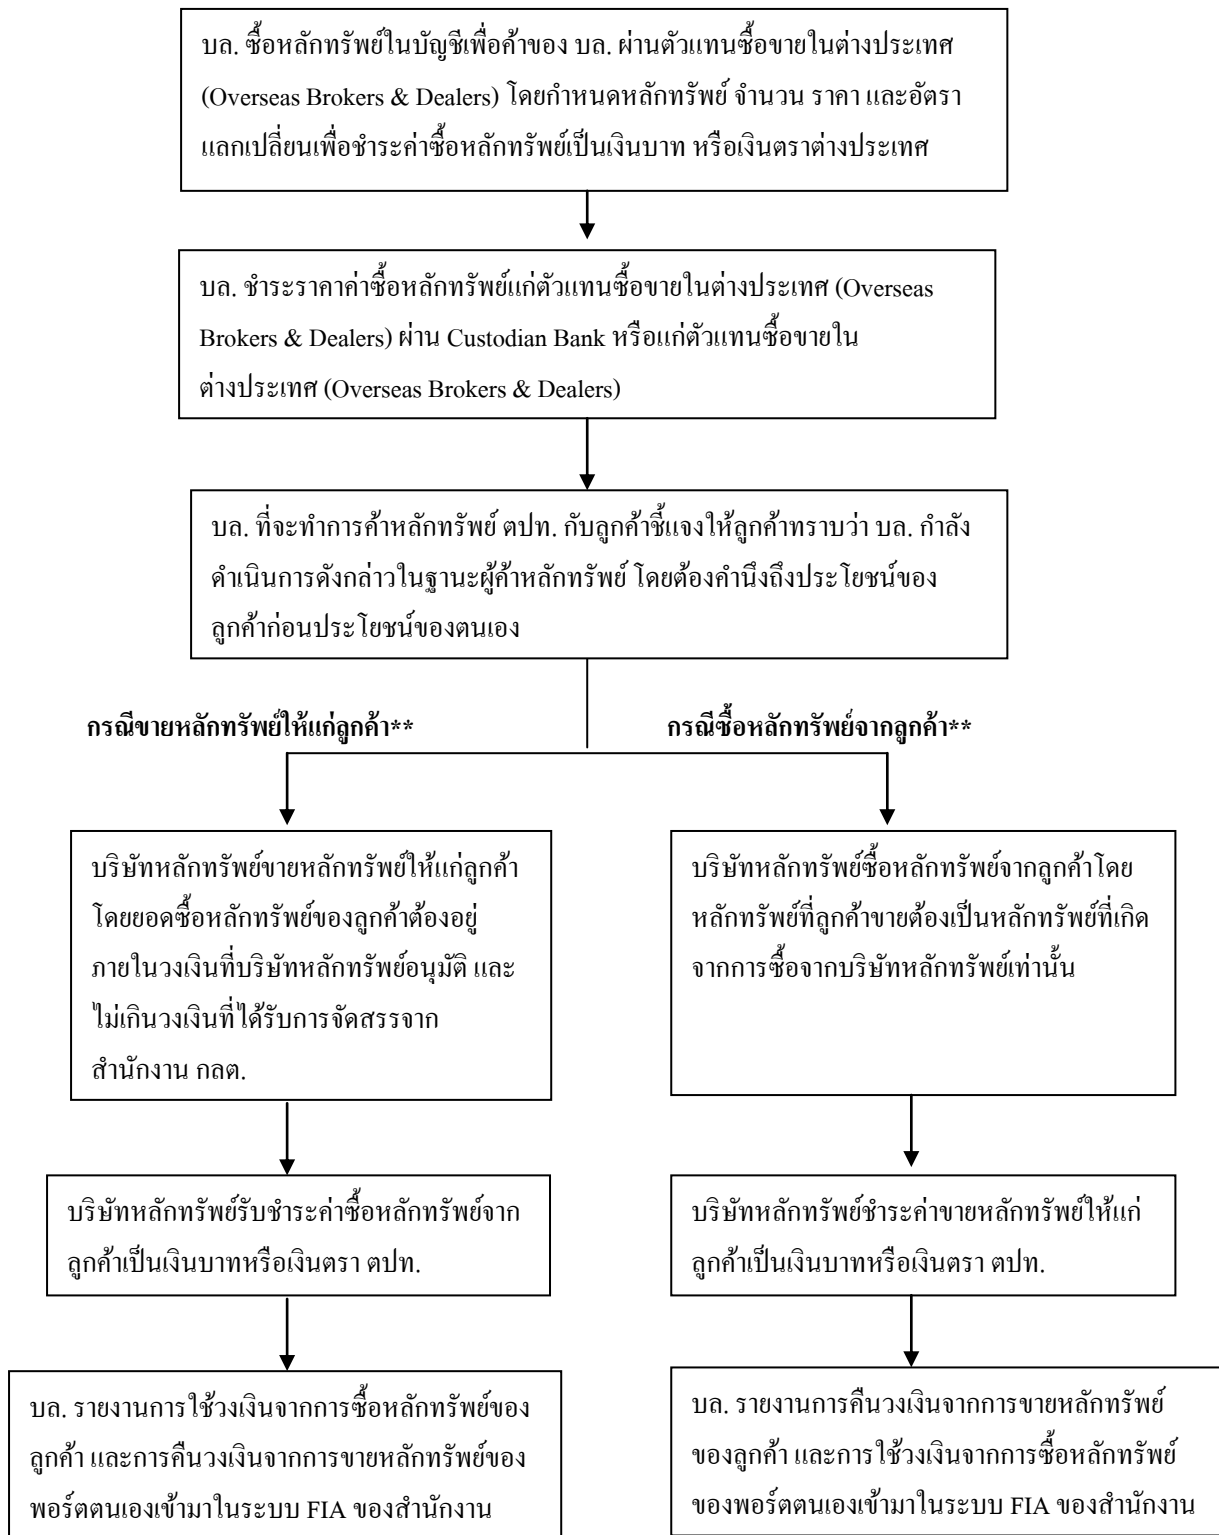 บล. ซื้อหลักทรัพย์ในบัญชีเพื่อค้าของ บล. ผ่านตัวแทนซื้อขายในต่างประเทศ
(Overseas Brokers & Dealers) โดยกำหนดหลักทรัพย์ จำนวน ราคา และอัตรา
แลกเปลี่ยนเพื่อชำระค่าซื้อหลักทรัพย์เป็นเงินบาท หรือเงินตราต่างประเทศ
บล. ชำระราคาค่าซื้อหลักทรัพย์แก่ตัวแทนซื้อขายในต่างประเทศ (Overseas
Brokers & Dealers) ผ่าน Custodian Bank หรือแก่ตัวแทนซื้อขายใน
ต่างประเทศ (Overseas Brokers & Dealers)
บล. ที่จะทำการค้าหลักทรัพย์ ตปท. กับลูกค้าชี้แจงให้ลูกค้าทราบว่า บล. กำลัง
ดำเนินการดังกล่าวในฐานะผู้ค้าหลักทรัพย์ โดยต้องคำนึงถึงประโยชน์ของ
ลูกค้าก่อนประโยชน์ของตนเอง
กรณีขายหลักทรัพย์ให้แก่ลูกค้า**
บริษัทหลักทรัพย์ขายหลักทรัพย์ให้แก่ลูกค้า
โดยยอดซื้อหลักทรัพย์ของลูกค้าต้องอยู่
ภายในวงเงินที่บริษัทหลักทรัพย์อนุมัติ และ
ไม่เกินวงเงินที่ได้รับการจัดสรรจาก
สำนักงาน กลต.
บริษัทหลักทรัพย์รับชำระค่าซื้อหลักทรัพย์จาก
ลูกค้าเป็นเงินบาทหรือเงินตรา ตปท.
บล. รายงานการใช้วงเงินจากการซื้อหลักทรัพย์ของ
ลูกค้า และการคืนวงเงินจากการขายหลักทรัพย์ของ
พอร์ตตนเองเข้ามาในระบบ FIA ของสำนักงาน
กรณีซื้อหลักทรัพย์จากลูกค้า**
บริษัทหลักทรัพย์ซื้อหลักทรัพย์จากลูกค้าโดย
หลักทรัพย์ที่ลูกค้าขายต้องเป็นหลักทรัพย์ที่เกิด
จากการซื้อจากบริษัทหลักทรัพย์เท่านั้น
บริษัทหลักทรัพย์ชำระค่าขายหลักทรัพย์ให้แก่
ลูกค้าเป็นเงินบาทหรือเงินตรา ตปท.
บล. รายงานการคืนวงเงินจากการขายหลักทรัพย์
ของลูกค้า และการใช้วงเงินจากการซื้อหลักทรัพย์
ของพอร์ตตนเองเข้ามาในระบบ FIA ของสำนักงาน